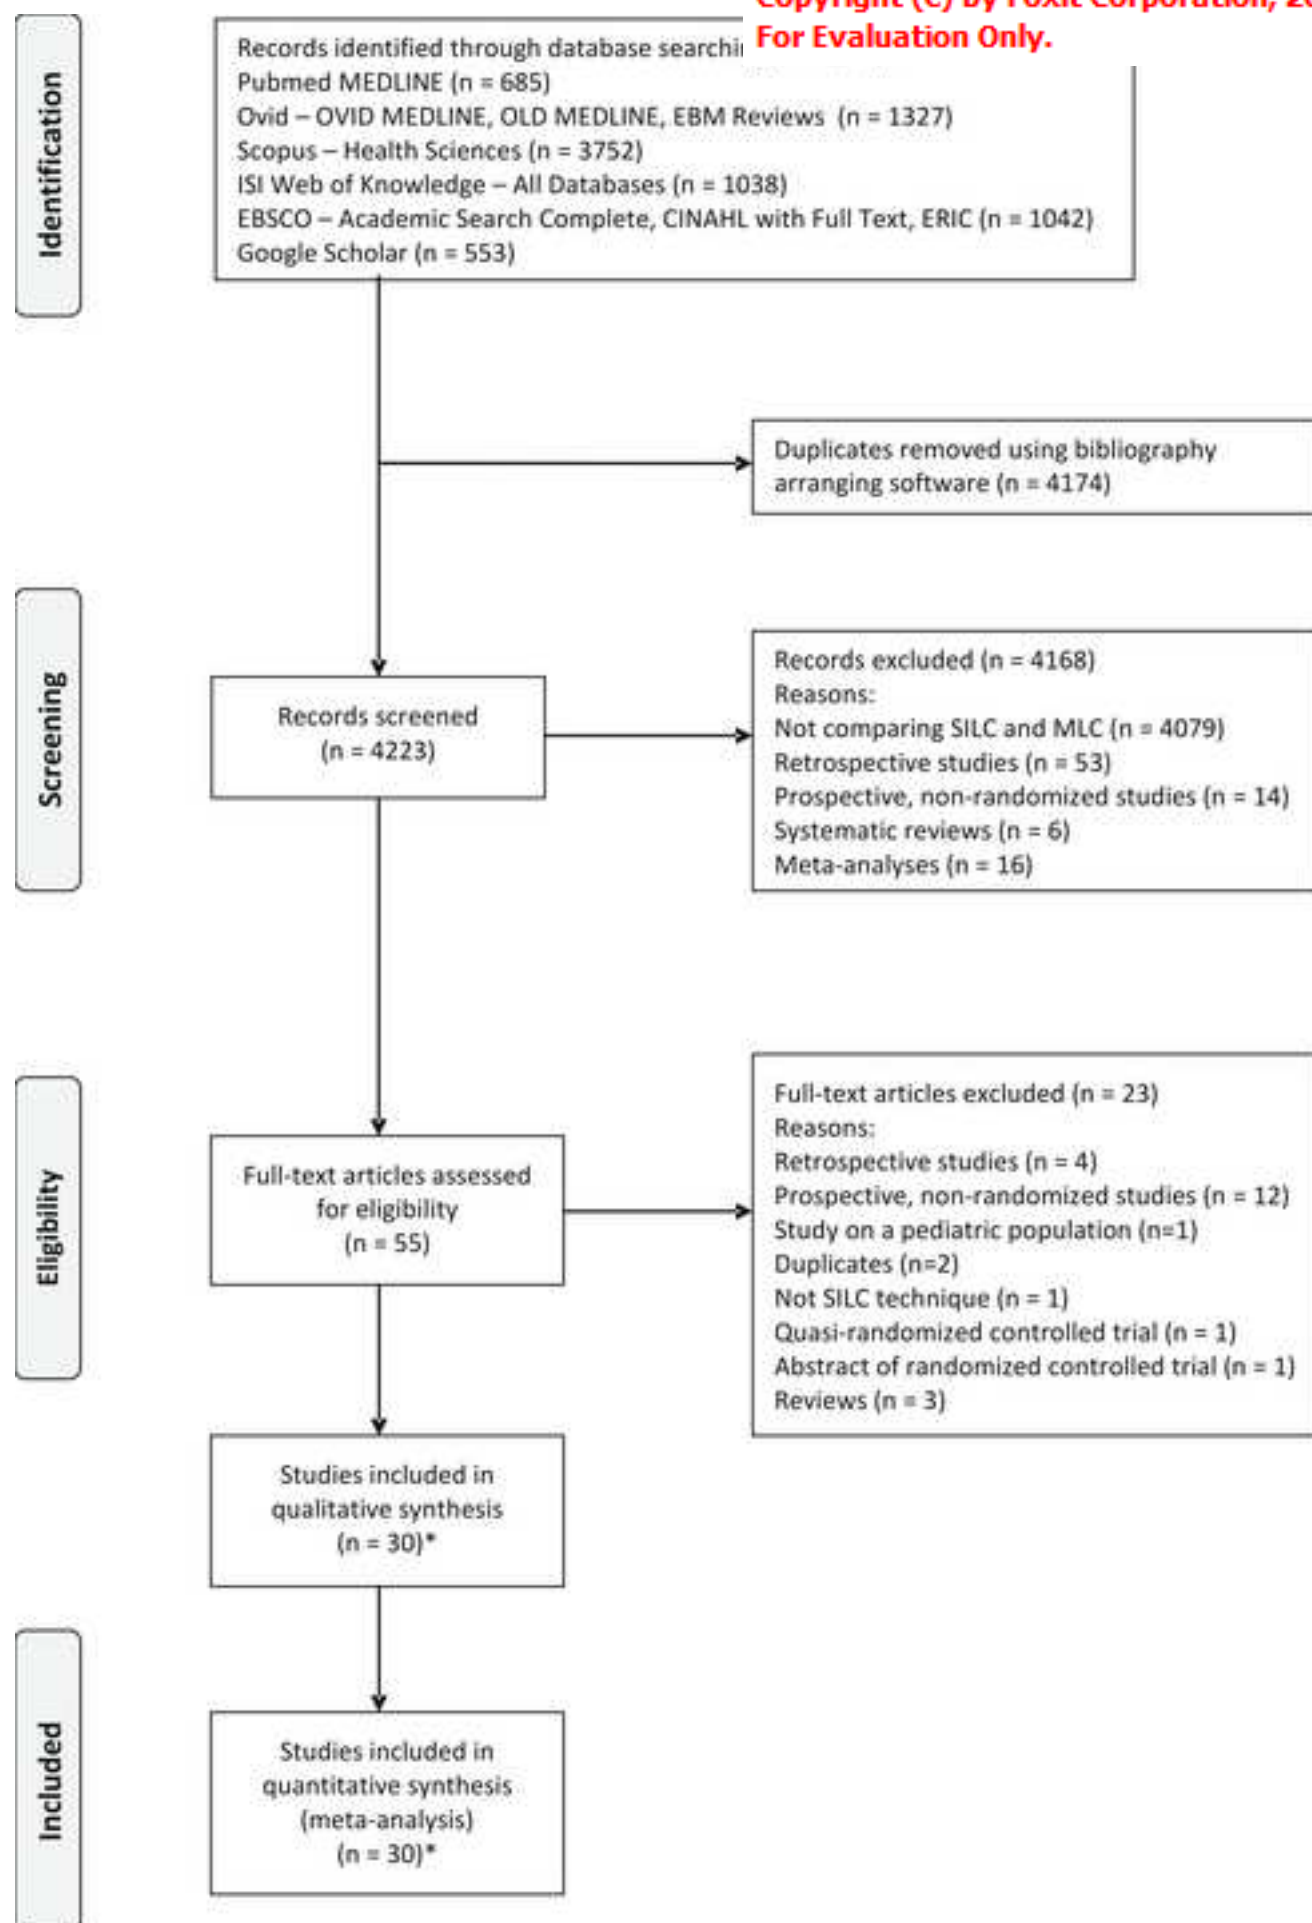 Copyright (C) by Foxit Corporation,
For Evaluation Only.
Identification
Records identified through database
Pubmed MEDLINE (n = 685)
Ovid – OVID MEDLINE, OLD MEDLINE, EBM Reviews (n = 1327)
Scopus – Health Sciences (n = 3752)
ISI Web of Knowledge – All Databases (n = 1038)
EBSCO – Academic Search Complete, CINAHL with Full Text, ERIC (n = 1042)
Google Scholar (n = 553)
Duplicates removed using bibliography
arranging software (n = 4174)
Screening
Records screened
(n = 4223)
Records excluded (n = 4168)
Reasons:
Not comparing SILC and MLC (n = 4079)
Retrospective studies (n = 53)
Prospective, non-randomized studies (n = 14)
Systematic reviews (n = 6)
Meta-analyses (n = 16)
Eligibility
Full-text articles assessed
for eligibility
(n = 55)
Full-text articles excluded (n = 23)
Reasons:
Retrospective studies (n = 4)
Prospective, non-randomized studies (n = 12)
Study on a pediatric population (n=1)
Duplicates (n=2)
Not SILC technique (n = 1)
Quasi-randomized controlled trial (n = 1)
Abstract of randomized controlled trial (n = 1)
Reviews (n = 3)
Studies included in
qualitative synthesis
(n = 30)*
Included
Studies included in
quantitative synthesis
(meta-analysis)
(n = 30)*